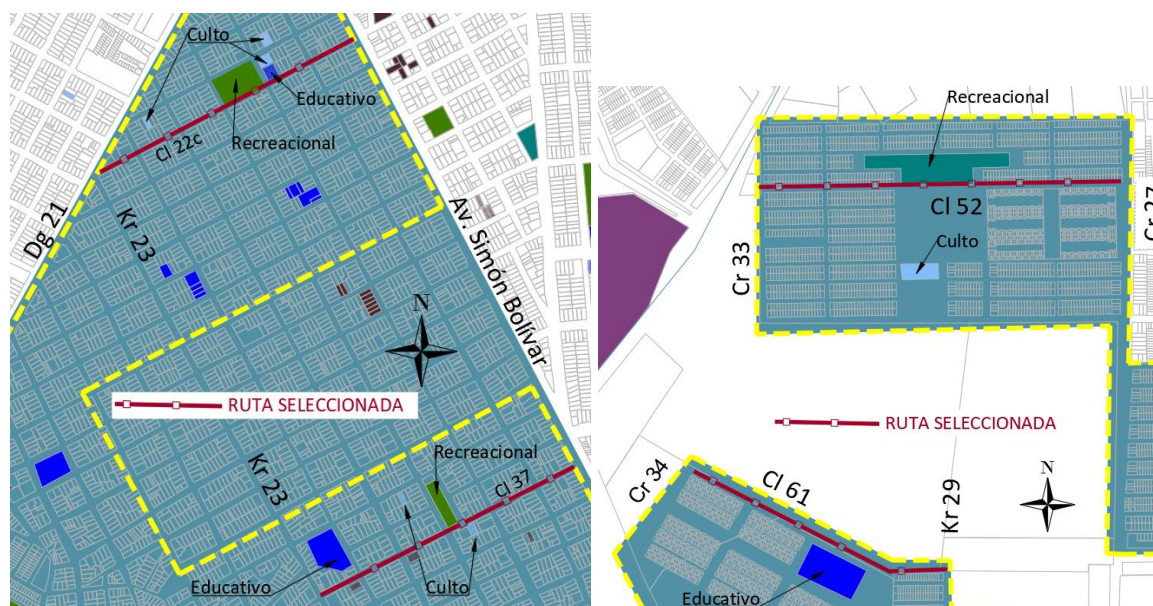 Culto
Educativo
Recreacional
Cl 22c
Dg 21
Kr 23
Av. Simón Bolívar
N
RUTA SELECCIONADA
Kr 23
Recreacional
Cl 37
Educativo
Culto
Recreacional
Cl 52
Culto
Cr 33
Cr 27
RUTA SELECCIONADA
N
Cr 34
Cl 61
Kr 29
Educativo